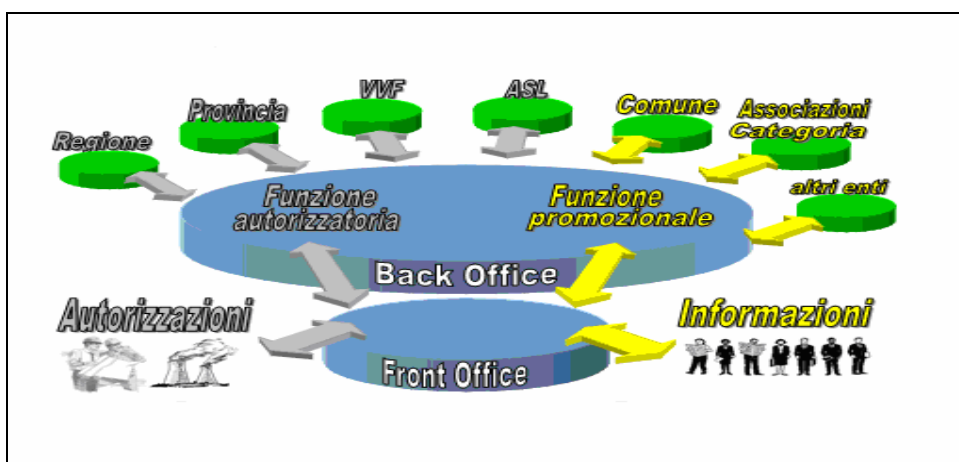 VVF
ASL
Provincia
Comune
Associazioni
Categoria
Regione
altri enti
Funzione
autorizzatoria
Funzione
promozionale
Back Office
Autorizzazioni
Informazioni
Front Office